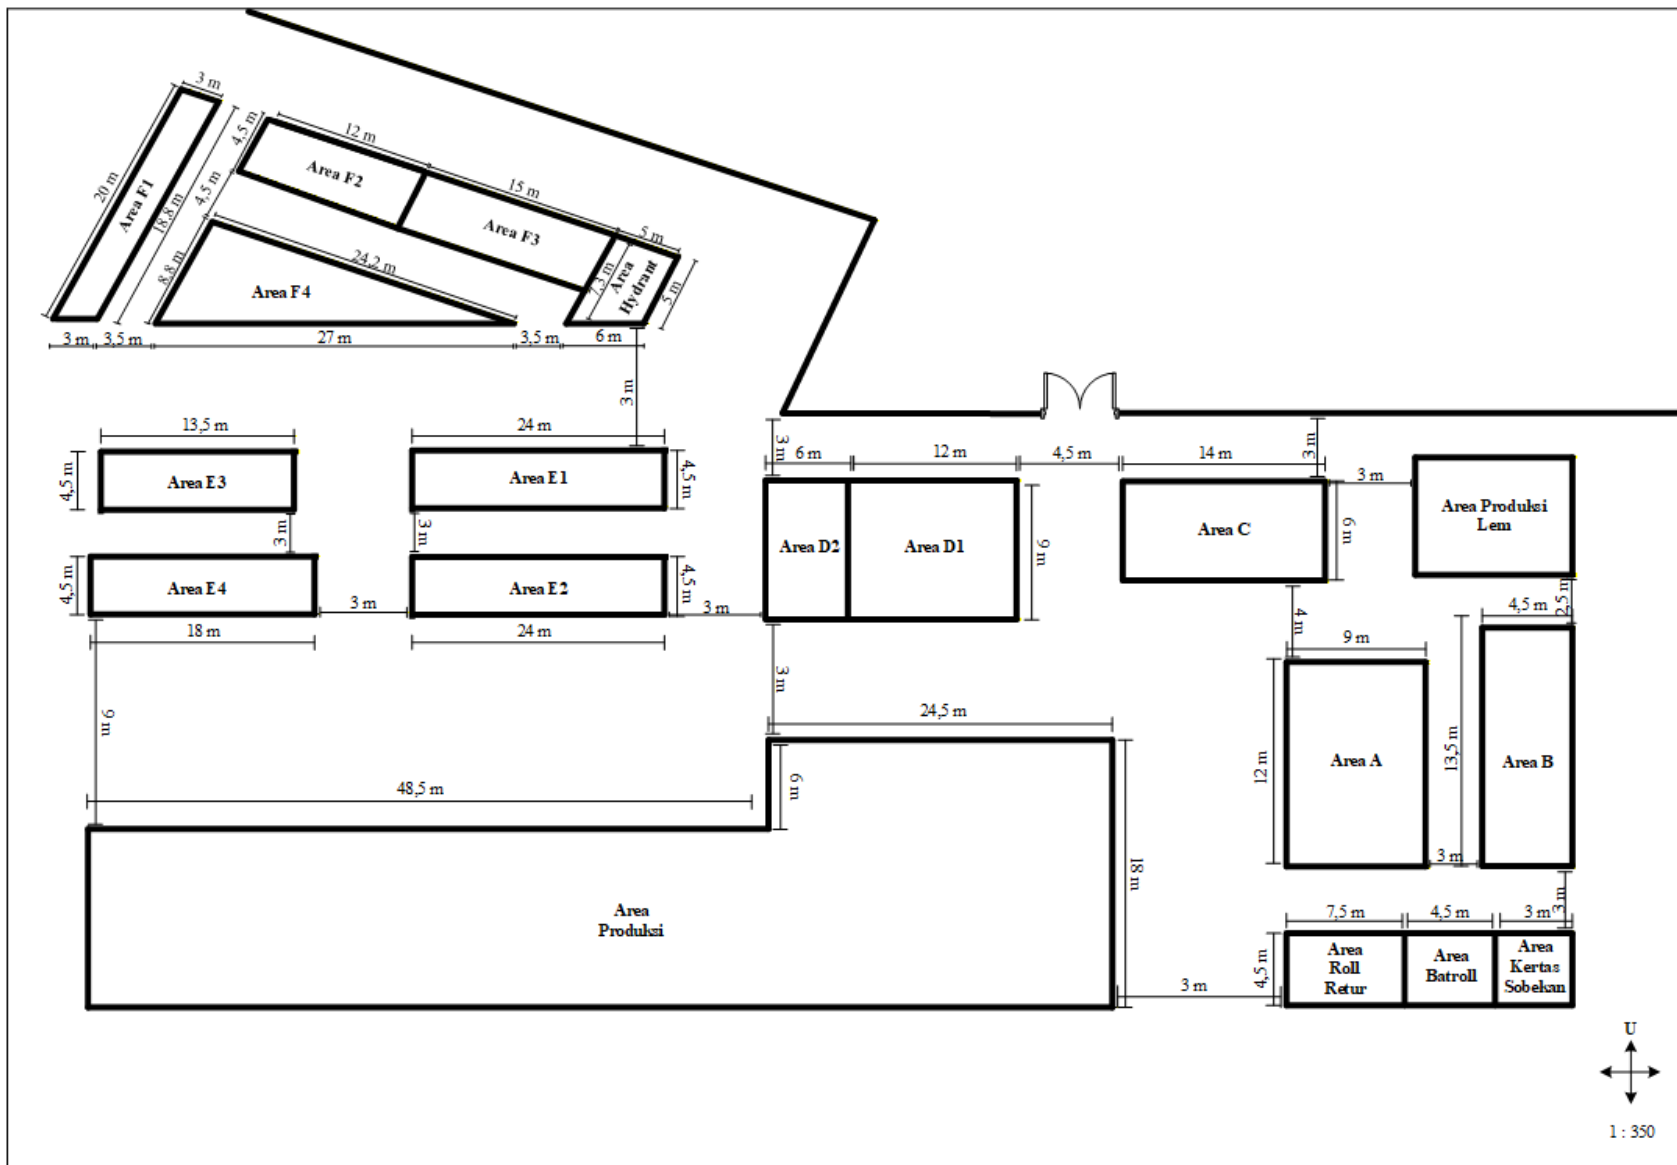 3 m
20 m
Area F1
18,8 m
4,5 m
12 m
Area F2
15 m
Area F3
4,5 m
5 m
7,3 m
Area
Hydrant
5 m
8,8 m
24,2 m
Area F4
3 m
3,5 m
27 m
3,5 m
6 m
3 m
13,5 m
4,5 m
Area E3
24 m
Area E1
4,5 m
3 m
3 m
4,5 m
Area E4
3 m
18 m
Area E2
4,5 m
24 m
3 m
3 m
6 m
12 m
4,5 m
14 m
3 m
Area D2
Area D1
9 m
Area C
6 m
3 m
Area Produksi
Lem
2,5 m
4 m
9 m
4,5 m
12 m
Area A
13,5 m
Area B
3 m
3 m
9 m
3 m
24,5 m
48,5 m
6 m
18 m
Area
Produksi
3 m
7,5 m
4,5 m
3 m
4,5 m
Area
Roll
Retur
Area
Batroll
Area
Kertas
Sobekan
U
1 : 350